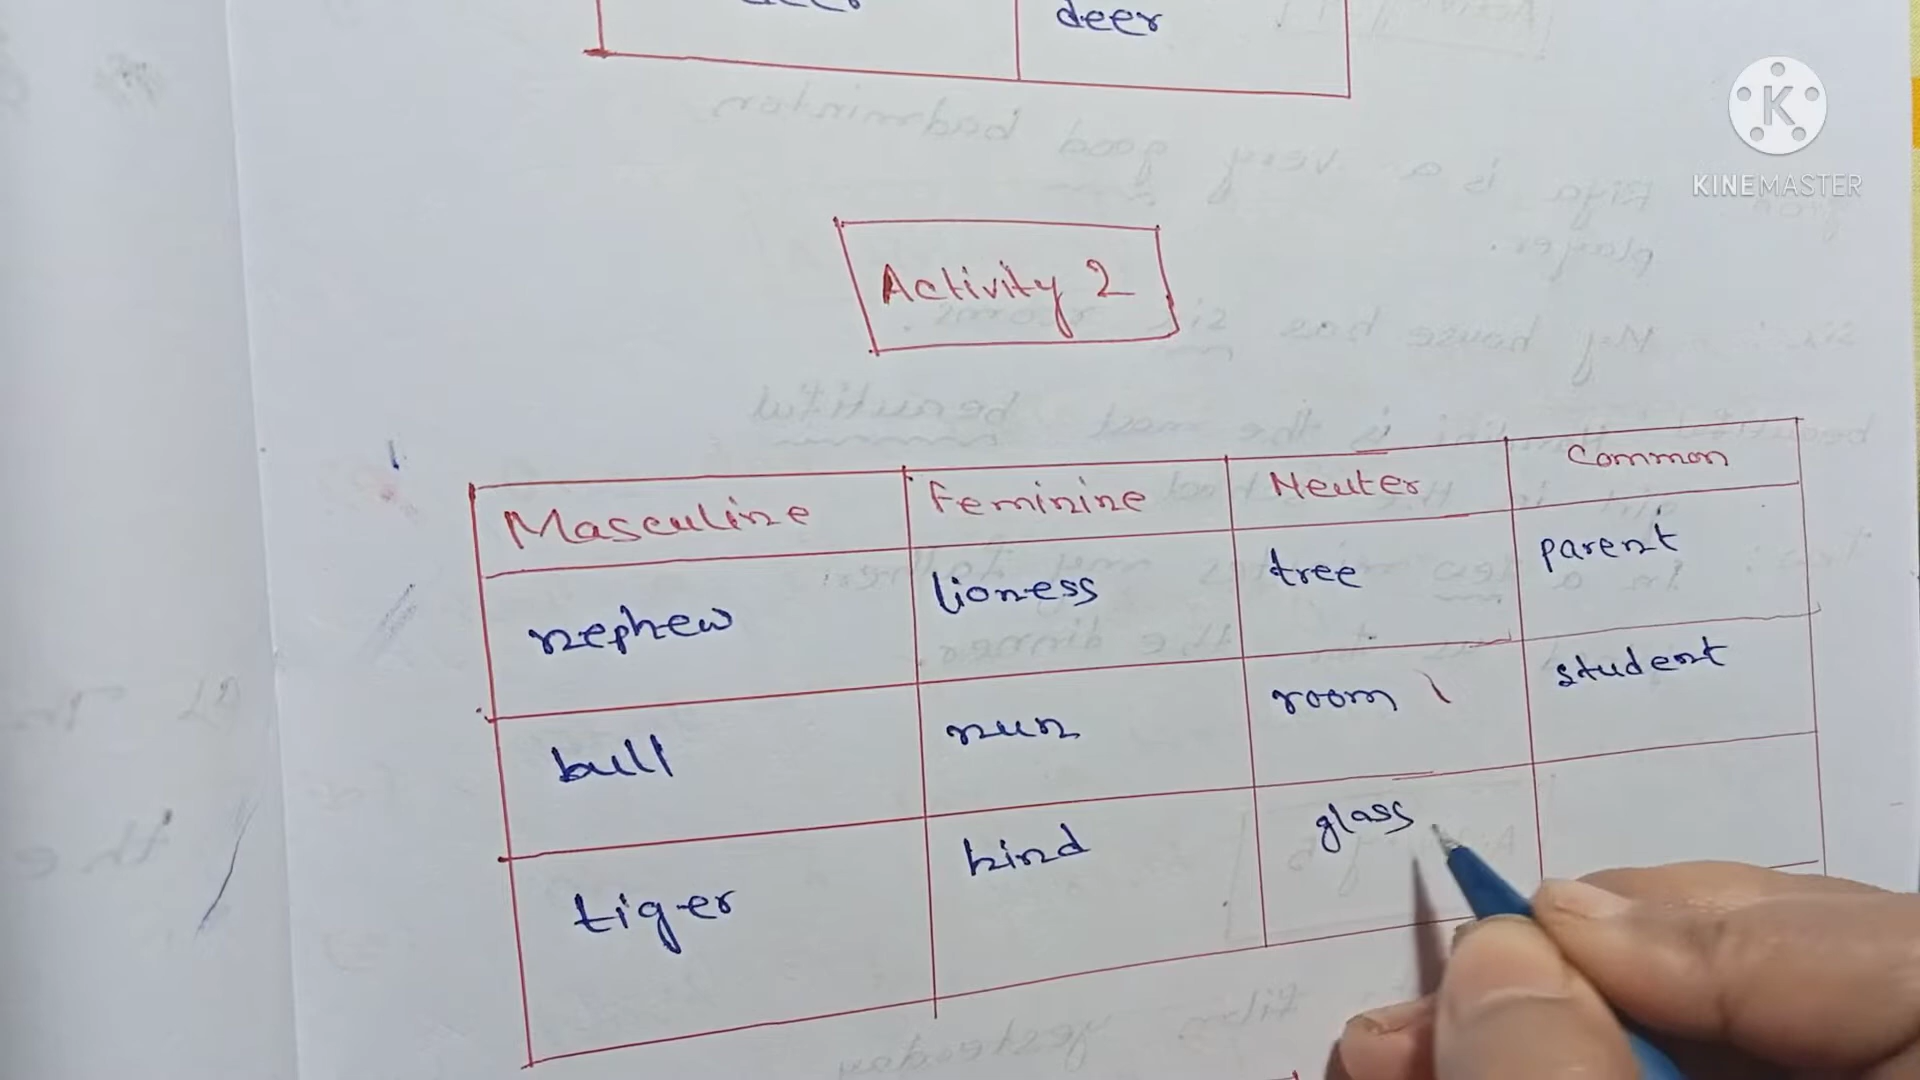 deer
KINEMASTER
Activity 2
Masculine Feminine Neuter Common
nephew lioness tree parent
bull nun room student
tiger hind glass